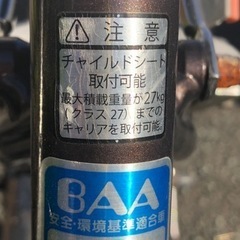 ⚠ 注意
チャイルドシート
取付可能
最大積載重量が27kg
(クラス27)までの
キャリアを取付可能
BAA
安全・環境基準適合車